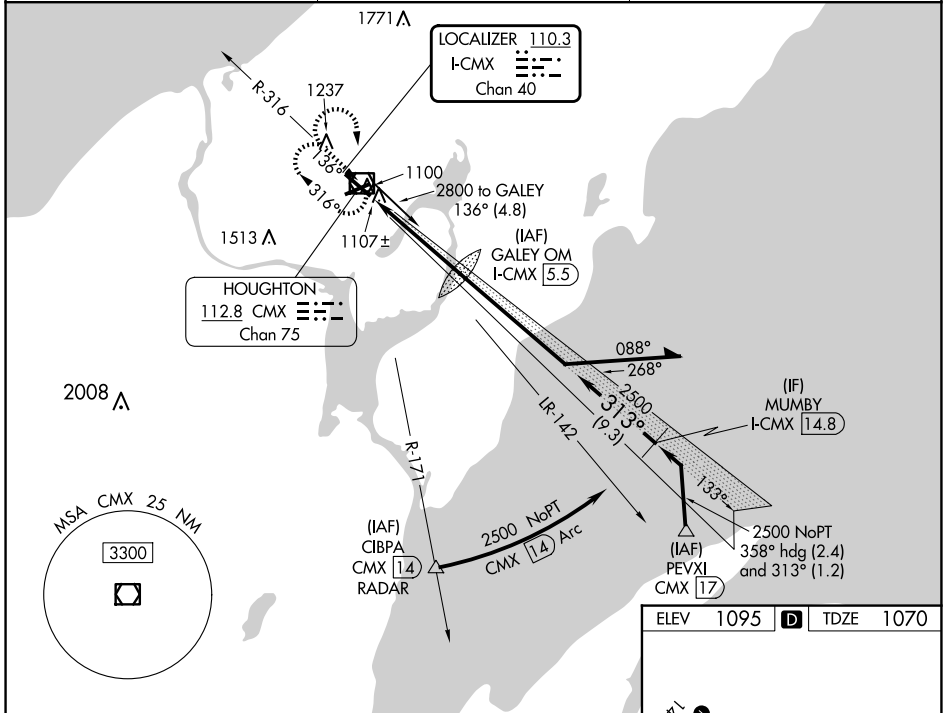 1771
LOCALIZER 110.3
I-CMX
Chan 40
R-316
1237
136°
316°
1100
2800 to GALEY
136° (4.8)
1513
1107±
(IAF)
GALEY OM
I-CMX 5.5
HOUGHTON
112.8 CMX
Chan 75
088°
268°
2008
2500
313°
(9.3)
(IF)
MUMBY
I-CMX 14.8
LR-142
R-171
133°
MSA CMX 25 NM
3300
(IAF)
CIBPA
CMX 14
RADAR
2500 NoPT
CMX 14 Arc
(IAF)
PEVXI
CMX 17
2500 NoPT
358° hdg (2.4)
and 313° (1.2)
ELEV 1095 D TDZE 1070